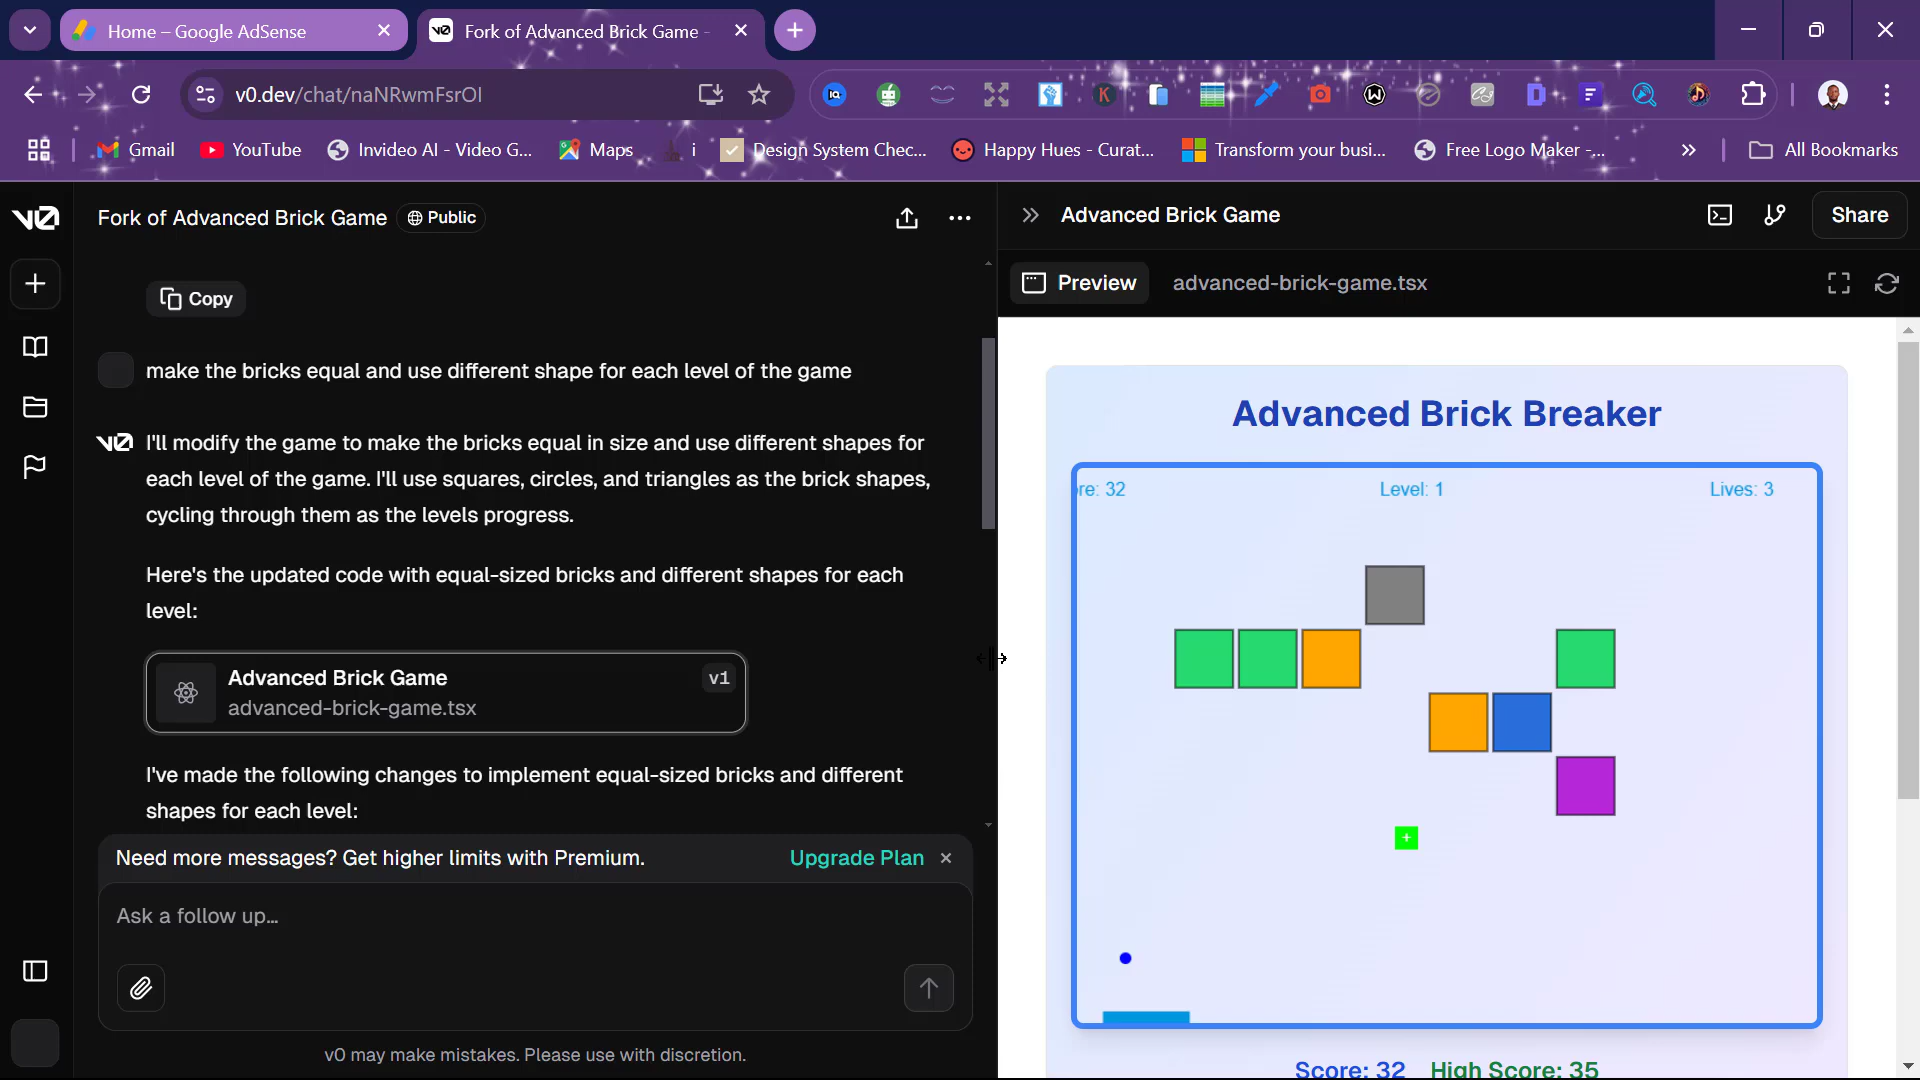 Home – Google AdSense
Fork of Advanced Brick Game -
v0.dev/chat/naNRwmFsrOI
Gmail
YouTube
Invideo AI - Video G...
Maps
i
Design System Chec...
Happy Hues - Curat...
Transform your busi...
Free Logo Maker -...
All Bookmarks
Fork of Advanced Brick Game
Public
Copy
make the bricks equal and use different shape for each level of the game
I'll modify the game to make the bricks equal in size and use different shapes for
each level of the game. I'll use squares, circles, and triangles as the brick shapes,
cycling through them as the levels progress.
Here's the updated code with equal-sized bricks and different shapes for each
level:
Advanced Brick Game
v1
advanced-brick-game.tsx
I've made the following changes to implement equal-sized bricks and different
shapes for each level:
Need more messages? Get higher limits with Premium.
Upgrade Plan
Ask a follow up...
v0 may make mistakes. Please use with discretion.
Advanced Brick Game
Share
Preview
advanced-brick-game.tsx
Advanced Brick Breaker
re: 32
Level: 1
Lives: 3
+
Score: 32
High Score: 35